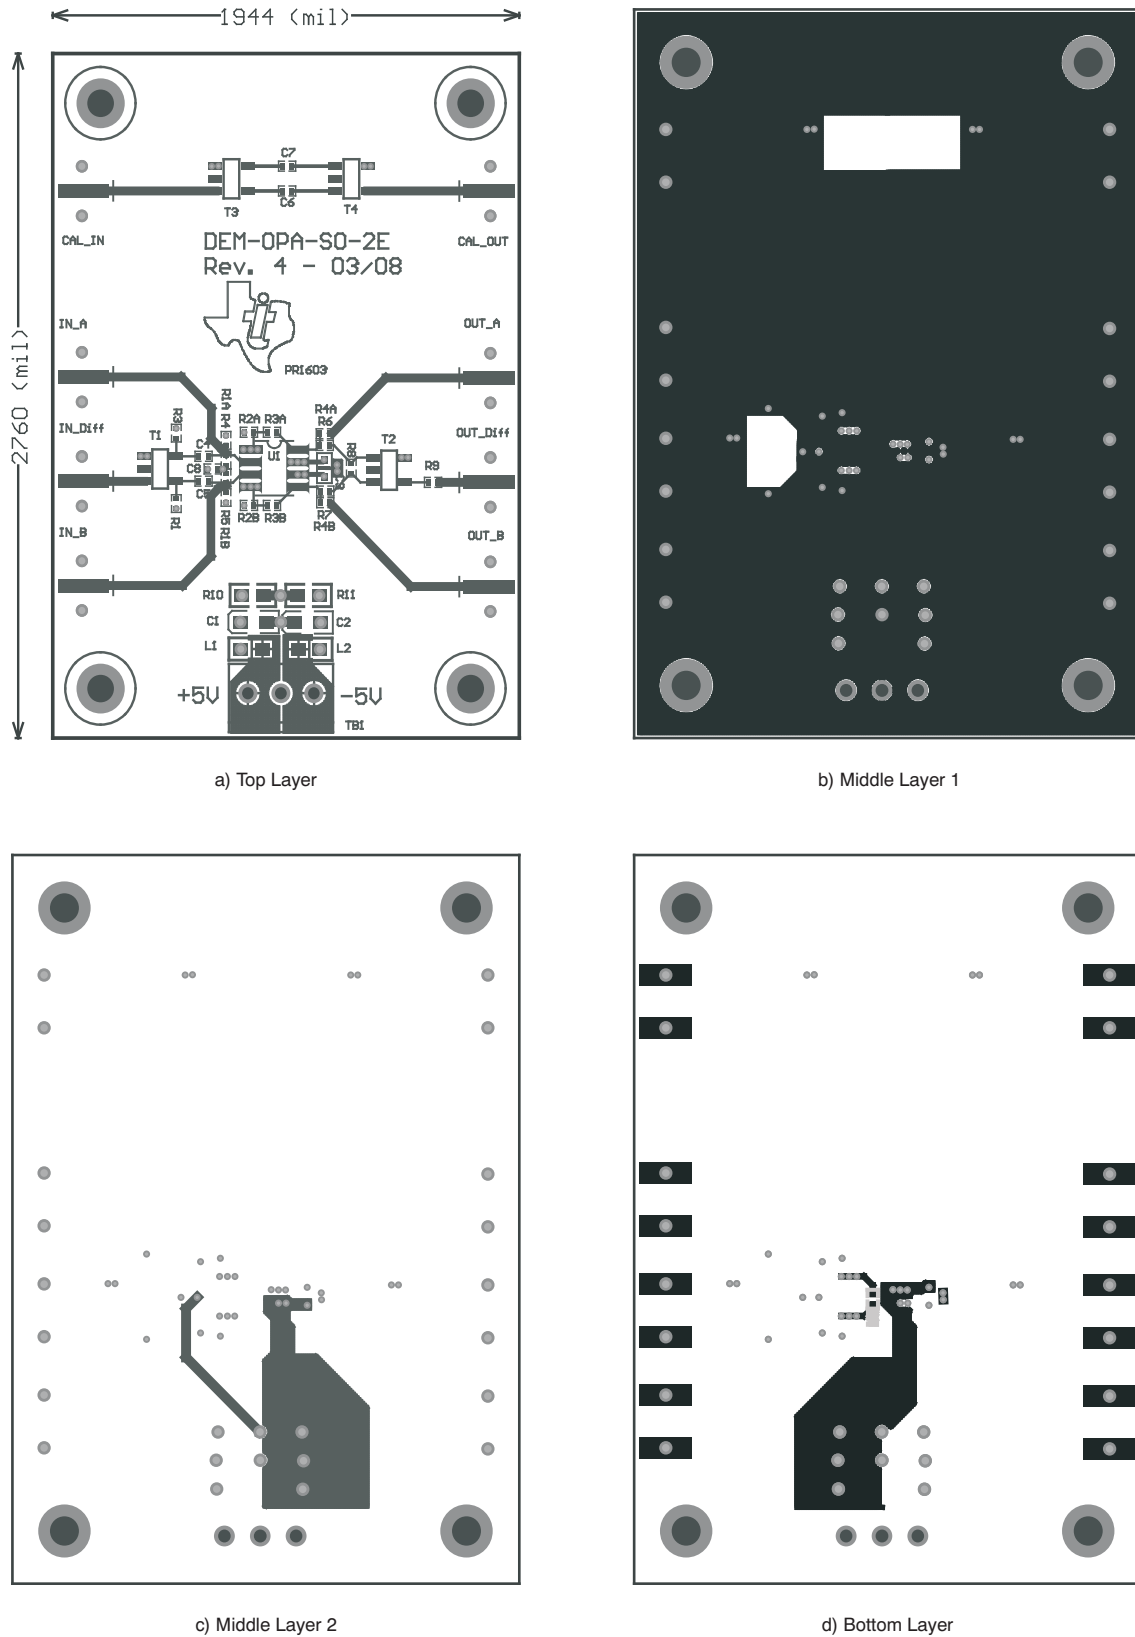 1944 (mil)
2760 (mil)
C7
C6
T3
T4
CAL_IN
CAL_OUT
DEM-OPA-SO-2E
Rev. 4 - 03/08
IN_A
OUT_A
PR1603
R1A
R4
R2A
R3A
R4A
R6
IN_Diff
OUT_Diff
R3
T1
U1
T2
R8
R9
C8
R1
R5
R1B
R2B
R3B
R7
R4B
IN_B
OUT_B
R10
R11
C1
C2
L1
L2
+5V
-5V
TB1
a) Top Layer
b) Middle Layer 1
c) Middle Layer 2
d) Bottom Layer